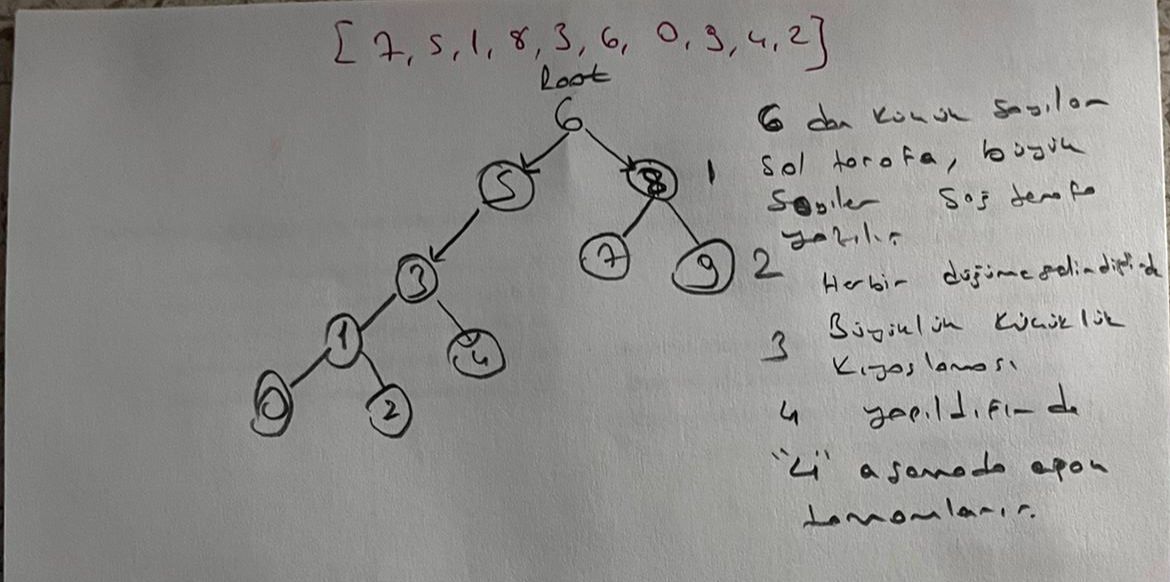 [7, 5, 1, 8, 3, 6, 0, 9, 4, 2]
Root
6
5 8 1
3 7 9 2
1 4 3
0 2 4
6 dan küçük sayılar
sol tarafa, büyük
sayılar sağ tarafa
yazılır
Herbir düğüme gelindiğinde
Büyüklük küçüklük
kıyaslaması
yapıldığında
"4" aşamada ağaç
tamamlanır.